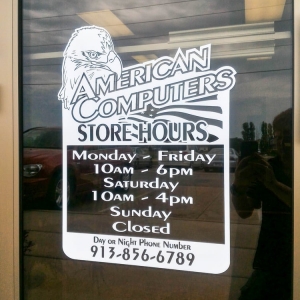 American
Computers
Store Hours
Monday - Friday
10am - 6pm
Saturday
10am - 4pm
Sunday
Closed
Day or Night Phone Number
913-856-6789